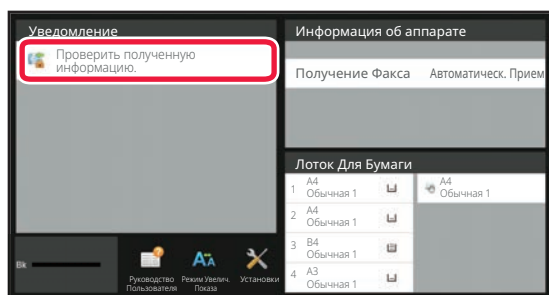 Уведомление
Проверить полученную
информацию.
Информация об аппарате
Получение Факса Автоматическ. Прием
Лоток Для Бумаги
1 A4
Обычная 1
A4
Обычная 1
2 A4
Обычная 1
3 B4
Обычная 1
4 A3
Обычная 1
Bk
Руководство
Пользователя
Режим Увелич.
Показа
Установки